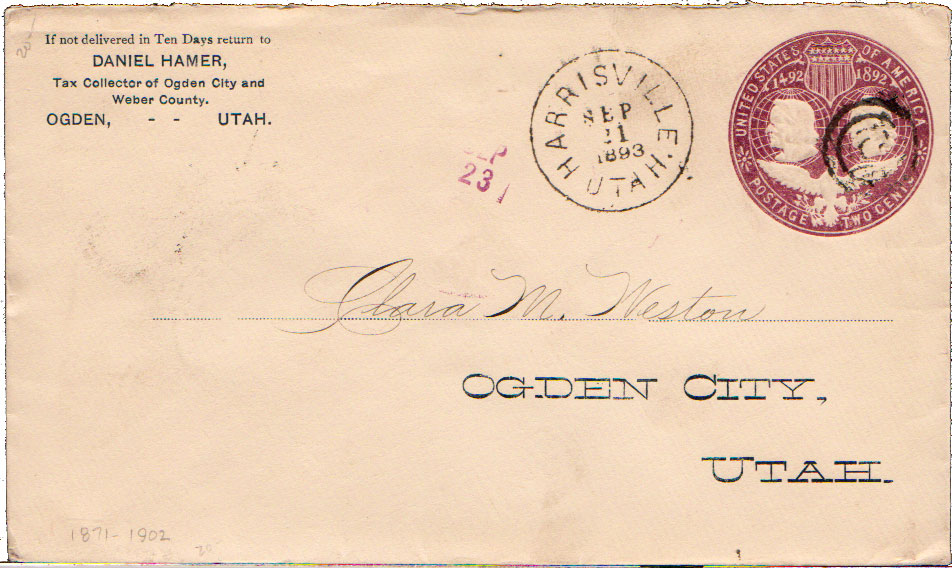 If not delivered in Ten Days return to
DANIEL HAMER,
Tax Collector of Ogden City and
Weber County.
OGDEN, - - UTAH.
HARRISVILLE
SEP
21
1893
UTAH.
SEP
23
UNITED STATES OF AMERICA
1492 1892
POSTAGE TWO CENTS
Clara M. Weston
OGDEN CITY,
UTAH.
1871-1902